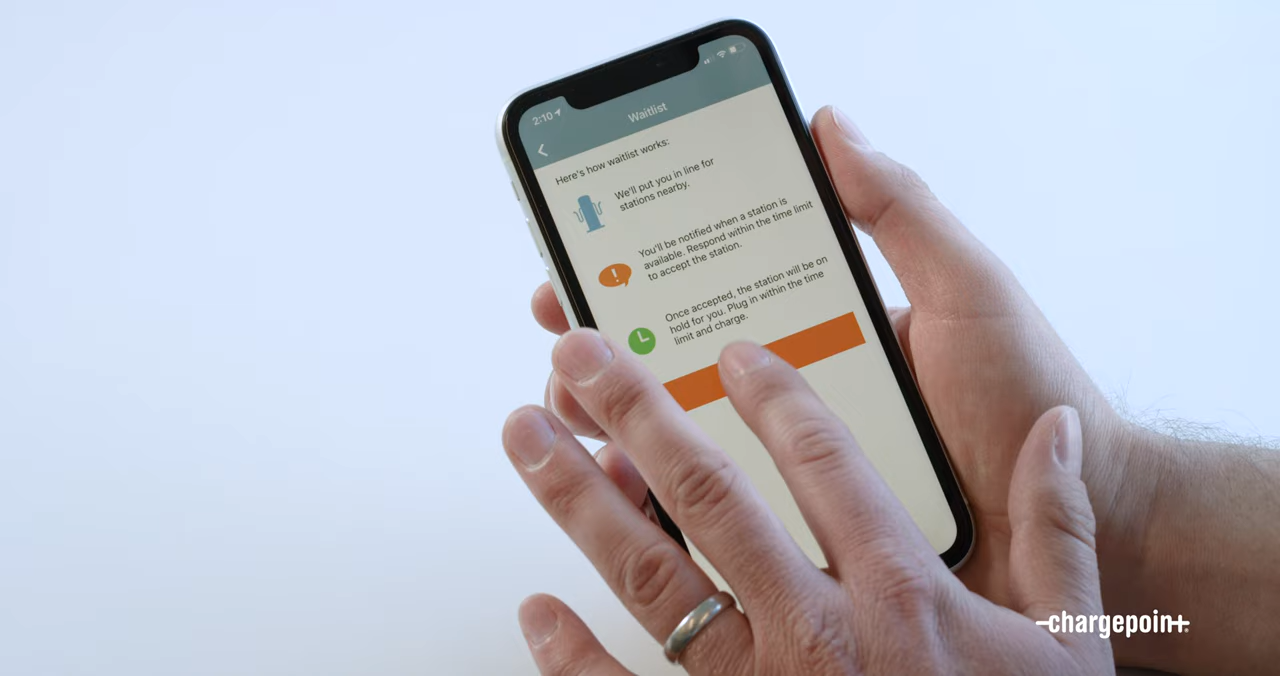 2:10
Waitlist
Here's how waitlist works:
We'll put you in line for
stations nearby.
You'll be notified when a station is
available. Respond within the time limit
to accept the station.
Once accepted, the station will be on
hold for you. Plug in within the time
limit and charge.
-chargepoin+